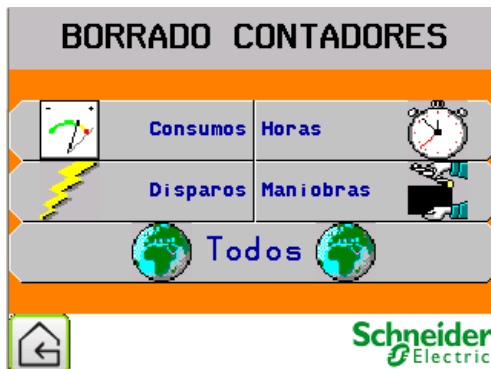 BORRADO CONTADORES
- +
Consumos Horas
Disparos Maniobras
Todos
Schneider
Electric